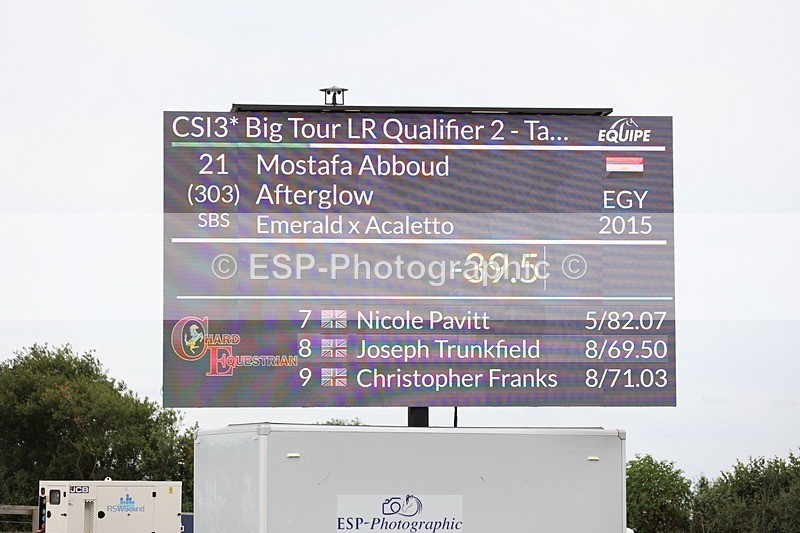 CSI3* Big Tour LR Qualifier 2 - Ta... EQUIPE
21 Mostafa Abboud
(303) Afterglow EGY
SBS Emerald x Acaletto 2015
-39.5
© ESP-Photographic ©
7 Nicole Pavitt 5/82.07
8 Joseph Trunkfield 8/69.50
9 Christopher Franks 8/71.03
CHARD
EQUESTRIAN
JCB
RSWSound
ESP-Photographic